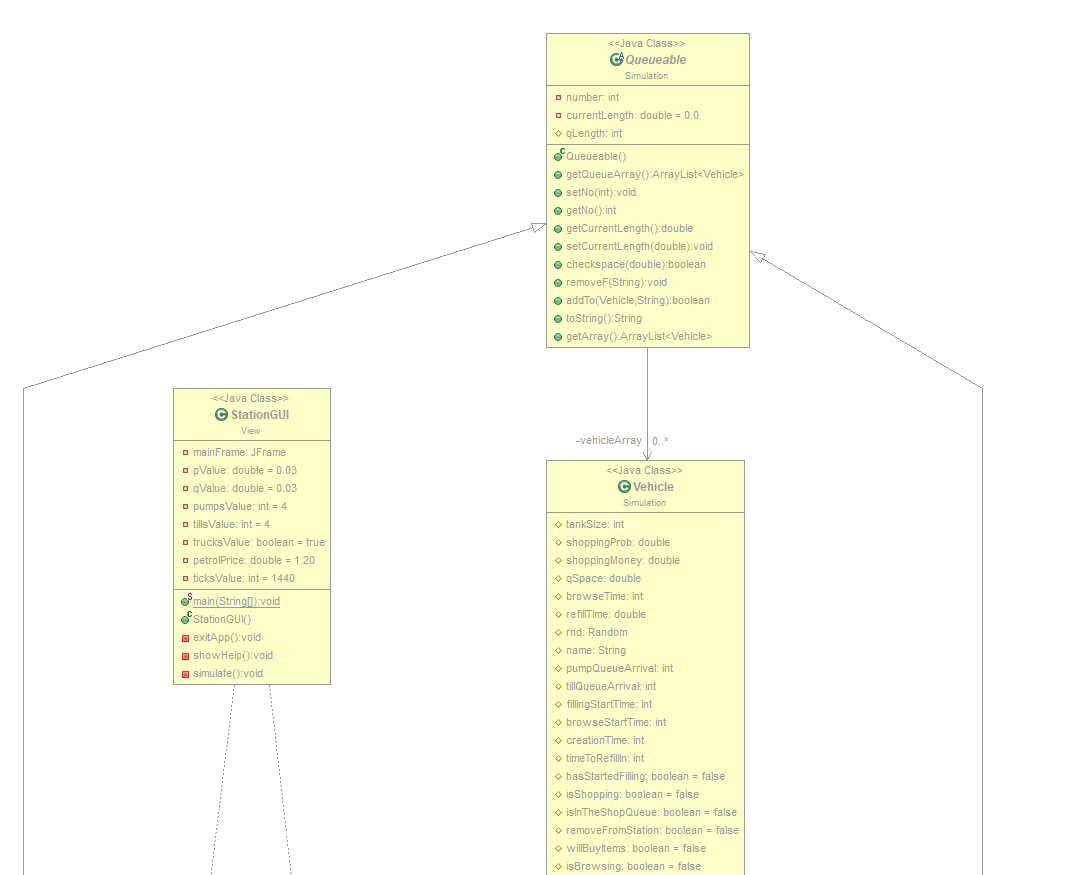 <<Java Class>>
Queueable
Simulation
number: int
currentLength: double = 0.0
qLength: int
Queueable()
getQueueArray():ArrayList<Vehicle>
setNo(int):void
getNo():int
getCurrentLength():double
setCurrentLength(double):void
checkspace(double):boolean
removeF(String):void
addTo(Vehicle,String):boolean
toString():String
getArray():ArrayList<Vehicle>
<<Java Class>>
StationGUI
View
mainFrame: JFrame
pValue: double = 0.03
qValue: double = 0.03
pumpsValue: int = 4
tillsValue: int = 4
trucksValue: boolean = true
petrolPrice: double = 1.20
ticksValue: int = 1440
main(String[]):void
StationGUI()
exitApp():void
showHelp():void
simulate():void
-vehicleArray 0..*
<<Java Class>>
Vehicle
Simulation
tankSize: int
shoppingProb: double
shoppingMoney: double
qSpace: double
browseTime: int
refillTime: double
rnd: Random
name: String
pumpQueueArrival: int
tillQueueArrival: int
fillingStartTime: int
browseStartTime: int
creationTime: int
timeToRefillIn: int
hasStartedFilling: boolean = false
isShopping: boolean = false
isInTheShopQueue: boolean = false
removeFromStation: boolean = false
willBuyItems: boolean = false
isBrowsing: boolean = false